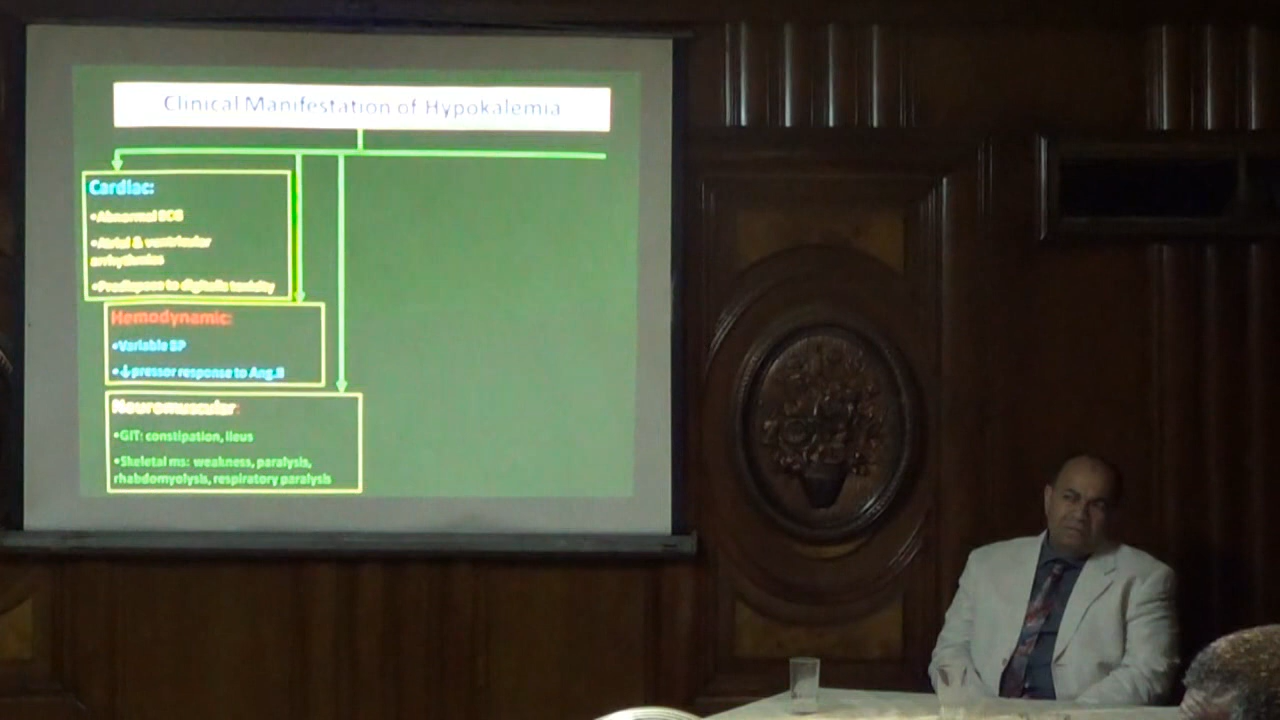 Clinical Manifestation of Hypokalemia
Cardiac:
•Abnormal ECG
•Atrial & ventricular
arrhythmias
•Predispose to digitalis toxicity
Hemodynamic:
•Variable BP
•↓pressor response to Ang.II
Neuromuscular:
•GIT: constipation, ileus
•Skeletal ms: weakness, paralysis,
rhabdomyolysis, respiratory paralysis